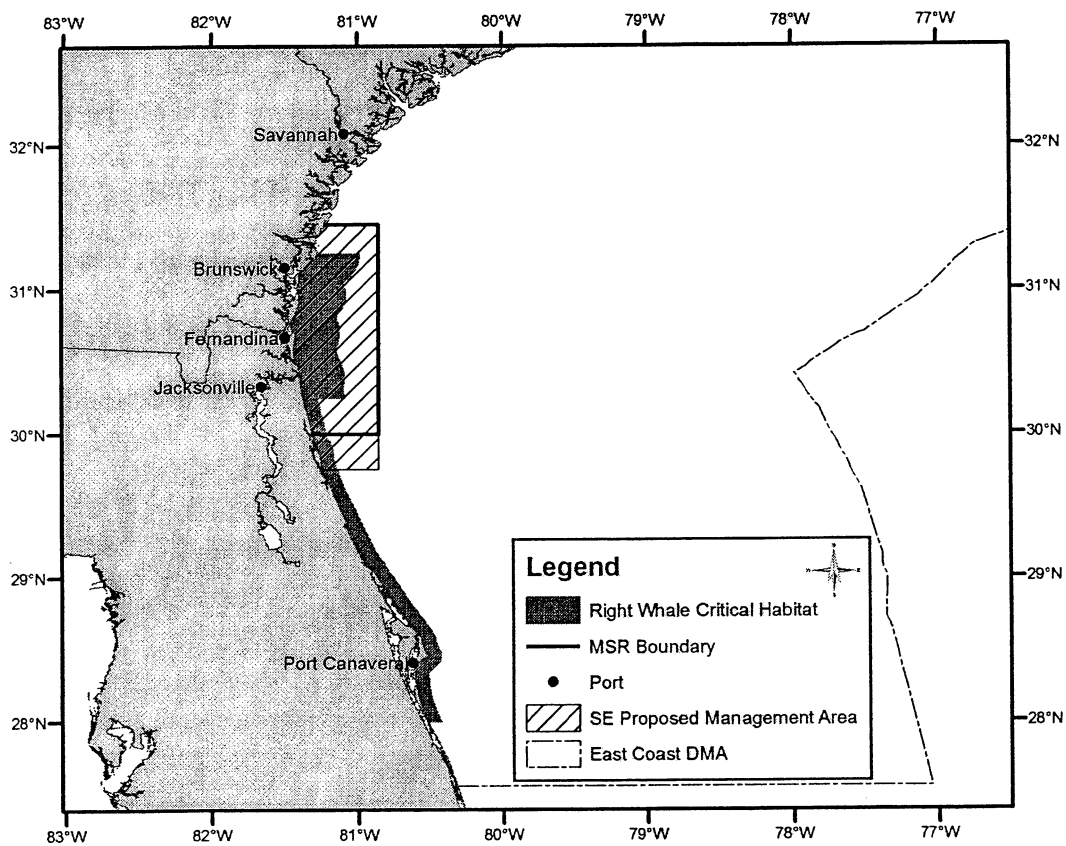 83°W 82°W 81°W 80°W 79°W 78°W 77°W
Savannah
32°N 32°N
Brunswick
31°N 31°N
Fernandina
Jacksonville
30°N 30°N
Legend
29°N 29°N
Right Whale Critical Habitat
MSR Boundary
Port Canaveral
Port
28°N 28°N
SE Proposed Management Area
East Coast DMA
83°W 82°W 81°W 80°W 79°W 78°W 77°W